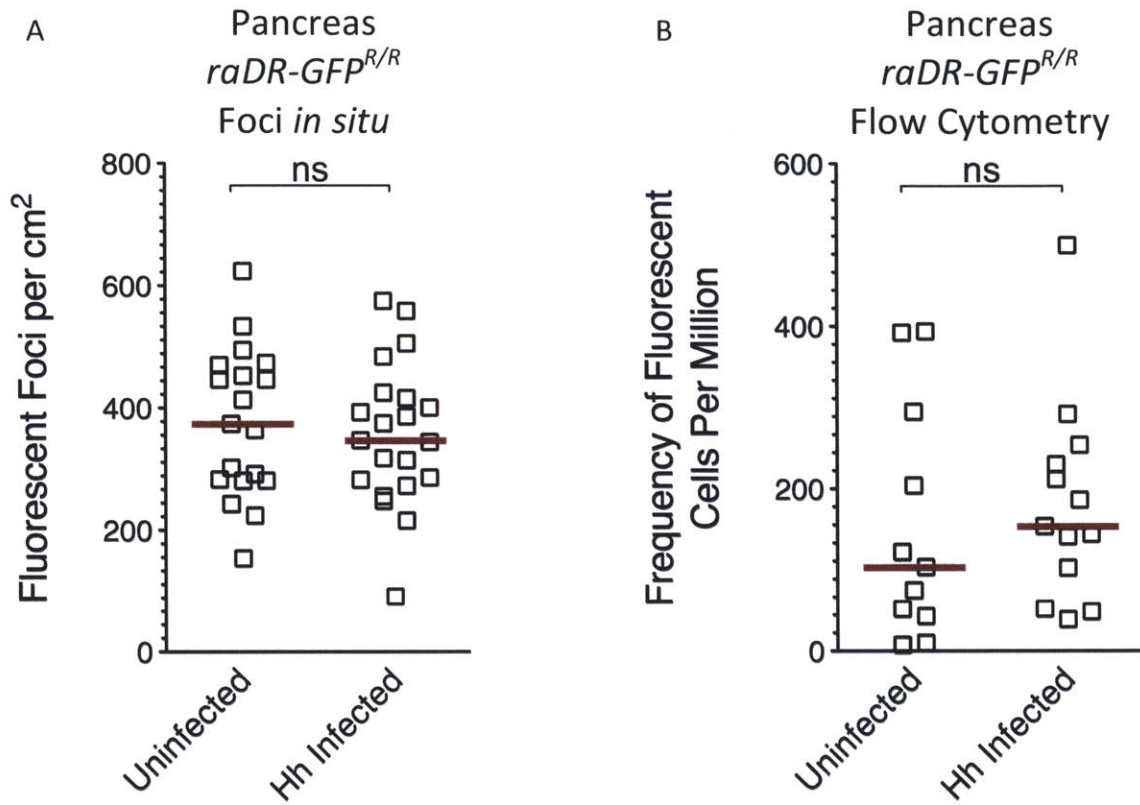 A
Pancreas
raDR-GFP^R/R
Foci in situ
800
600
400
200
0
Fluorescent Foci per cm²
ns
Uninfected
Hh Infected
B
Pancreas
raDR-GFP^R/R
Flow Cytometry
600
400
200
0
Frequency of Fluorescent
Cells Per Million
ns
Uninfected
Hh Infected